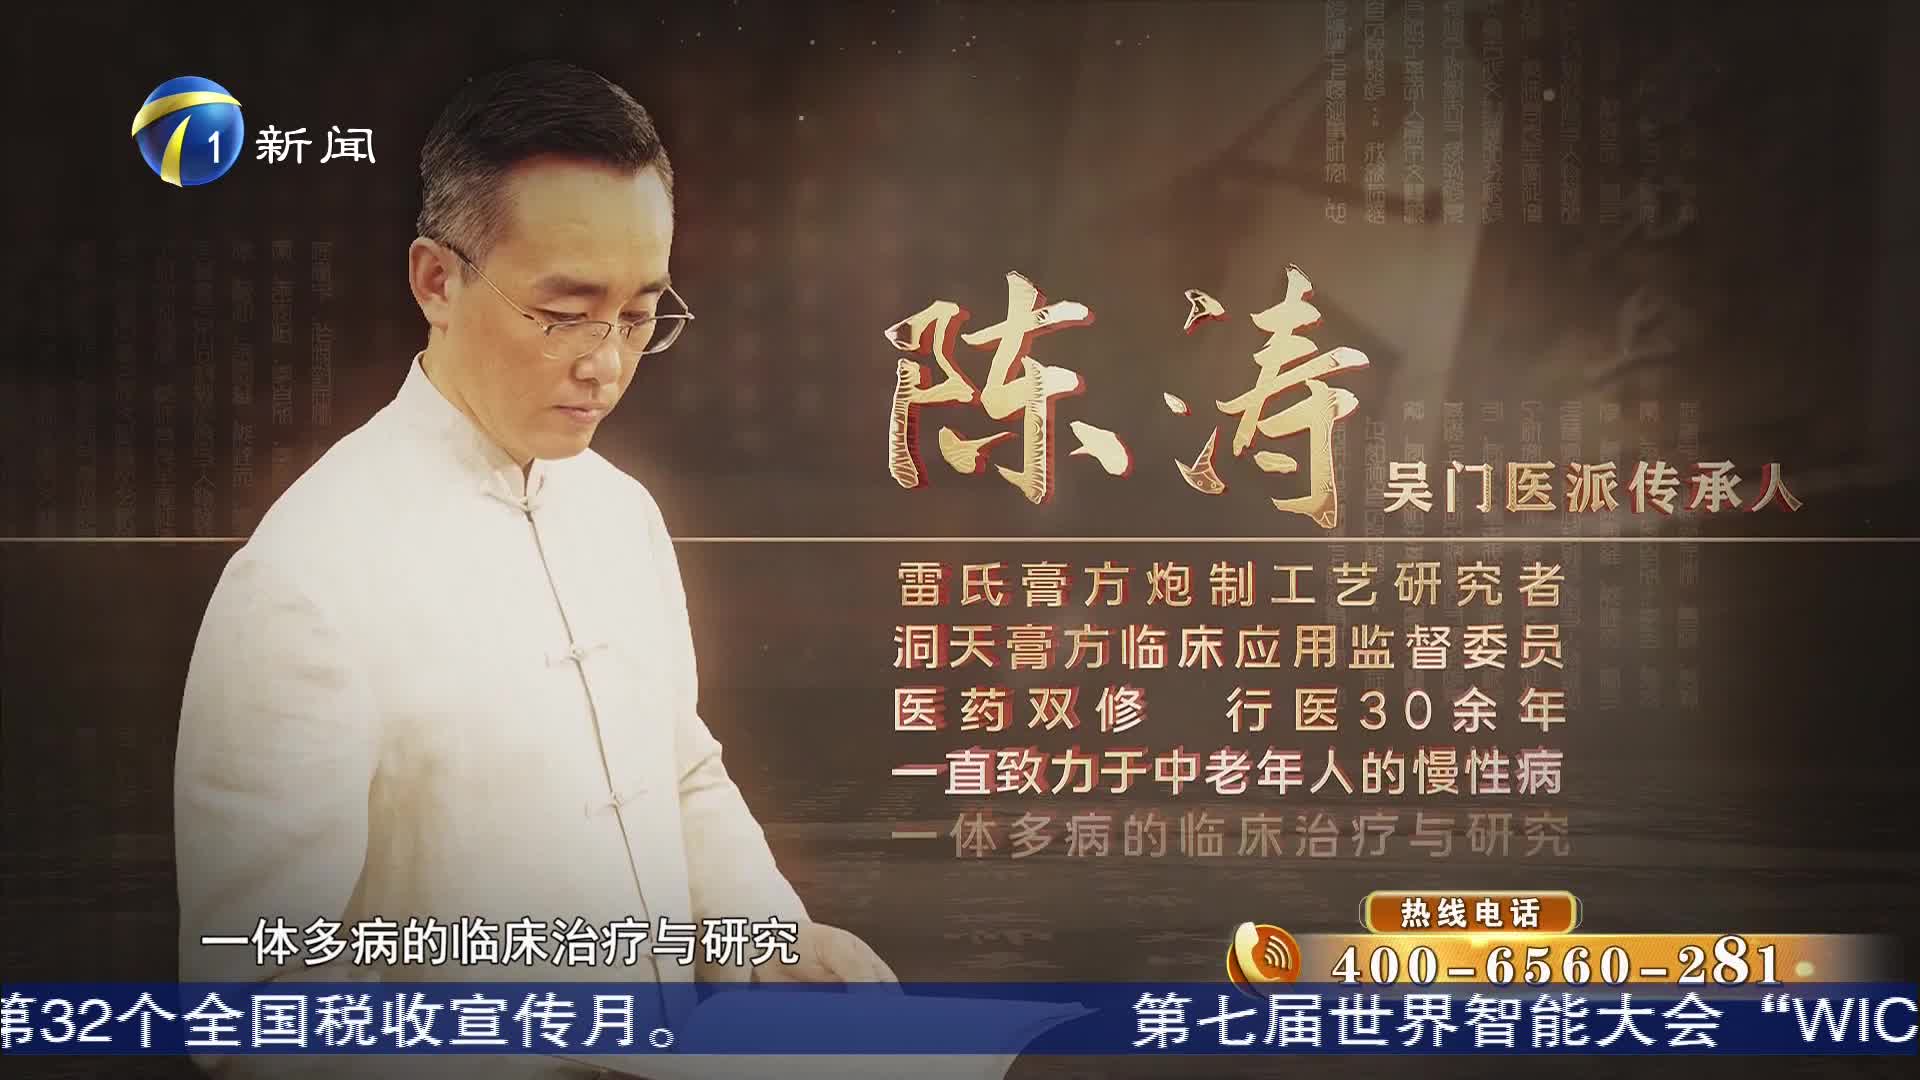 1 新闻
陈涛
吴门医派传承人
雷氏膏方炮制工艺研究者
洞天膏方临床应用监督委员
医药双修 行医30余年
一直致力于中老年人的慢性病
一体多病的临床治疗与研究
热线电话
400-6560-281
一体多病的临床治疗与研究
第32个全国税收宣传月。 第七届世界智能大会“WIC